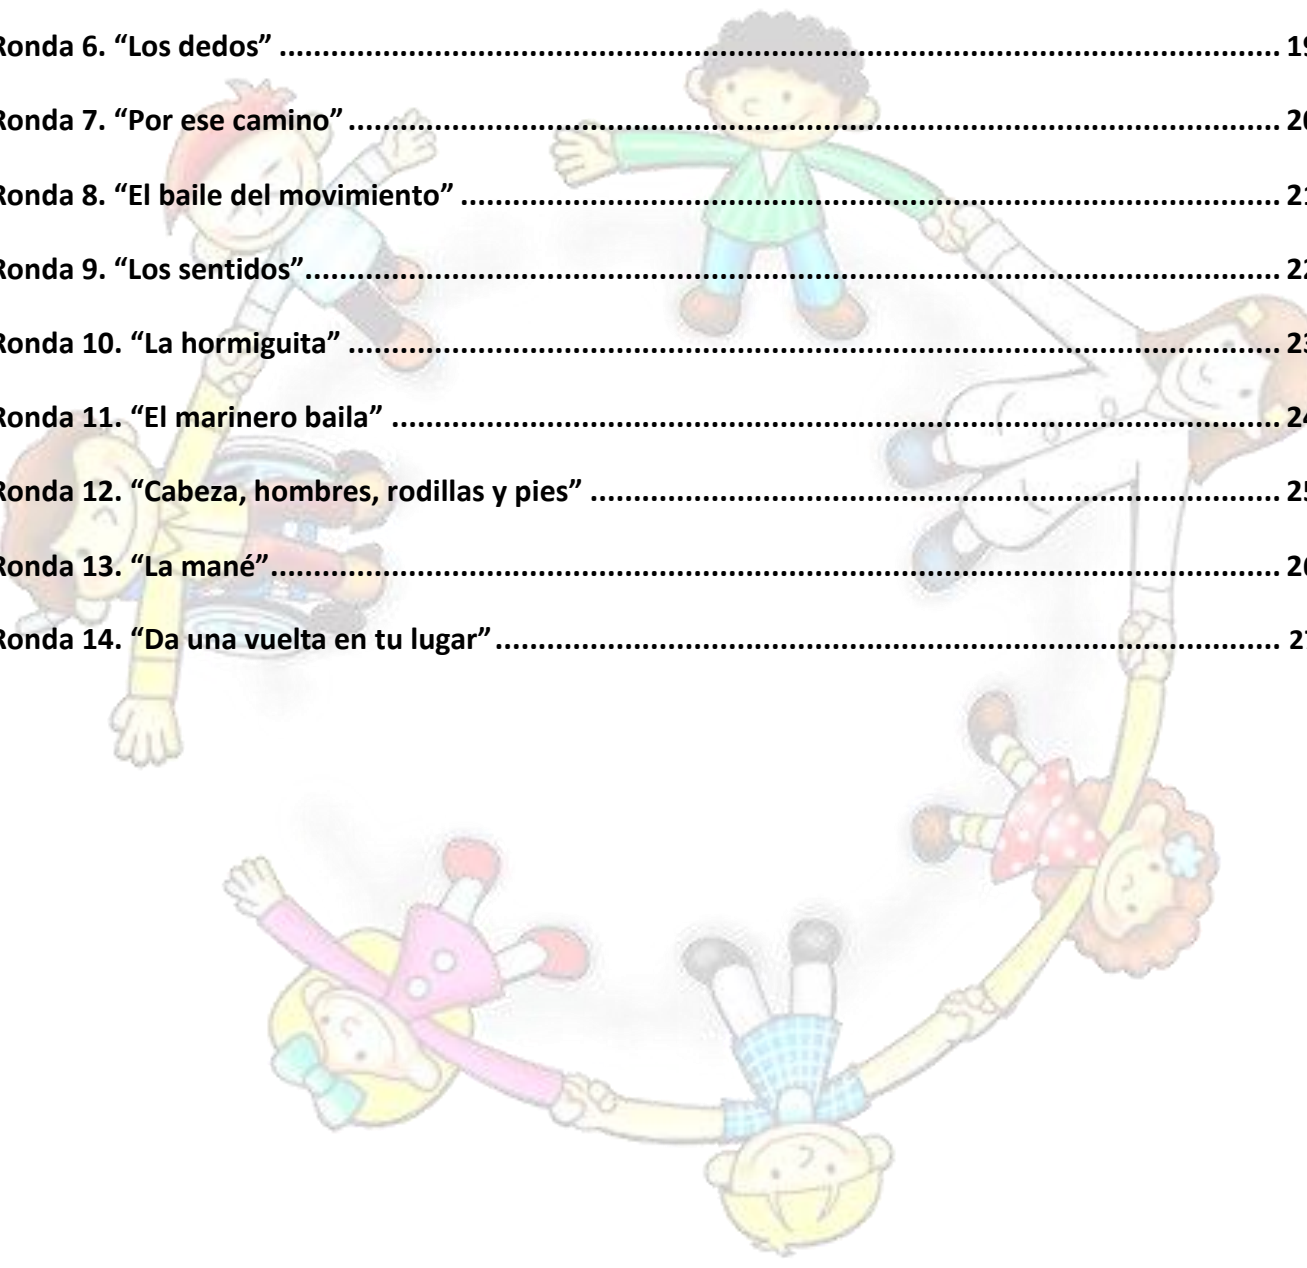 Ronda 6. “Los dedos” ........................................................................................................................ 19
Ronda 7. “Por ese camino” ................................................................................................................ 20
Ronda 8. “El baile del movimiento” ................................................................................................... 21
Ronda 9. “Los sentidos”..................................................................................................................... 22
Ronda 10. “La hormiguita” ................................................................................................................ 23
Ronda 11. “El marinero baila” ........................................................................................................... 24
Ronda 12. “Cabeza, hombres, rodillas y pies” .................................................................................... 25
Ronda 13. “La mané”......................................................................................................................... 26
Ronda 14. “Da una vuelta en tu lugar” .............................................................................................. 27